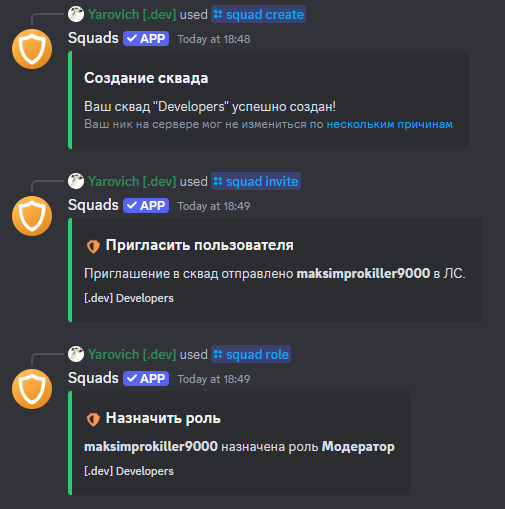 Yarovich [.dev] used squad create
Squads ✓ APP Today at 18:48
Создание сквада
Ваш сквад "Developers" успешно создан!
Ваш ник на сервере мог не измениться по нескольким причинам
Yarovich [.dev] used squad invite
Squads ✓ APP Today at 18:49
Пригласить пользователя
Приглашение в сквад отправлено maksimprokiller9000 в ЛС.
[.dev] Developers
Yarovich [.dev] used squad role
Squads ✓ APP Today at 18:49
Назначить роль
maksimprokiller9000 назначена роль Модератор
[.dev] Developers